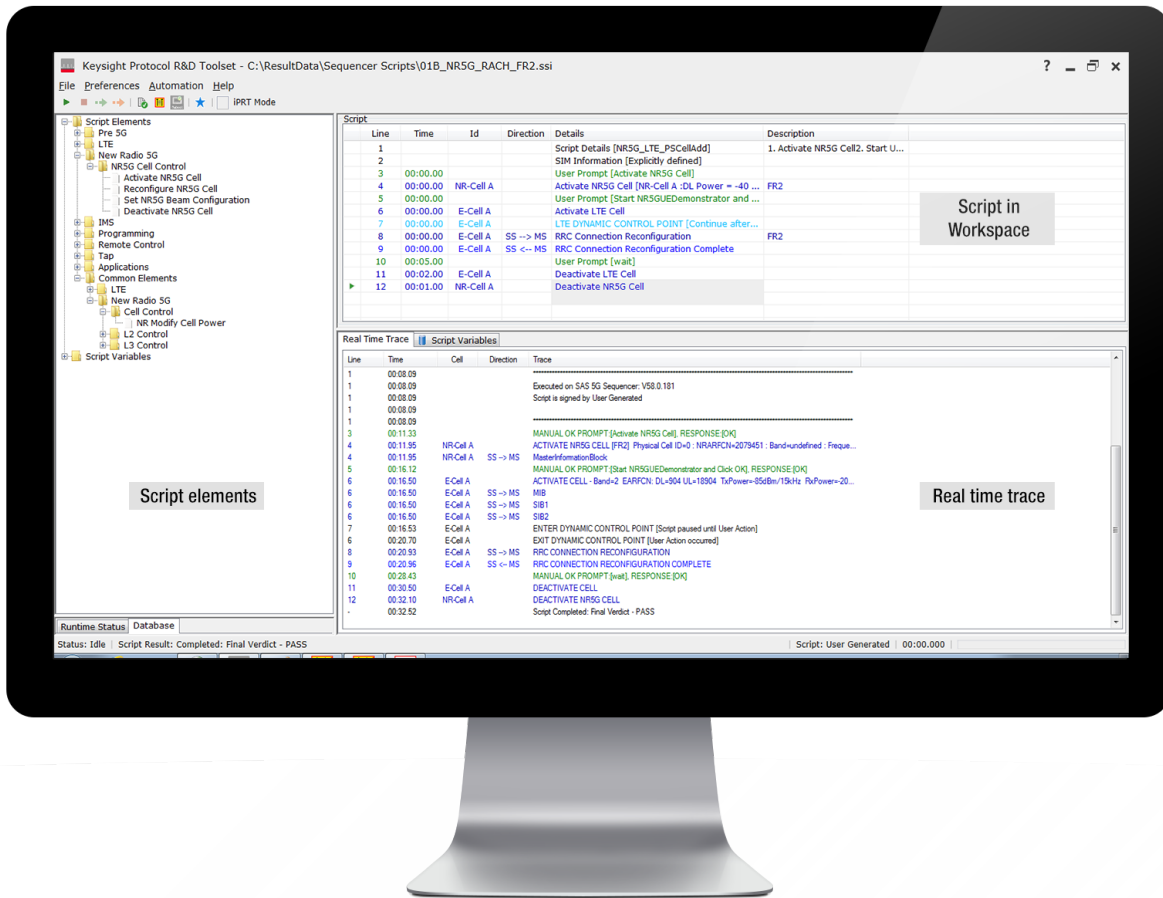 Keysight Protocol R&D Toolset - C:\ResultData\Sequencer Scripts\01B_NR5G_RACH_FR2.ssi
File Preferences Automation Help
iPRT Mode
Script Elements
Pre 5G
LTE
New Radio 5G
NR5G Cell Control
Activate NR5G Cell
Reconfigure NR5G Cell
Set NR5G Beam Configuration
Deactivate NR5G Cell
IMS
Programming
Remote Control
Tap
Applications
Common Elements
LTE
New Radio 5G
Cell Control
NR Modify Cell Power
L2 Control
L3 Control
Script Variables
Script elements
Runtime Status Database
Script
Line Time Id Direction Details Description
1 Script Details [NR5G_LTE_PSCellAdd] 1. Activate NR5G Cell2. Start U...
2 SIM Information [Explicitly defined]
3 00:00.00 User Prompt [Activate NR5G Cell]
4 00:00.00 NR-Cell A Activate NR5G Cell [NR-Cell A :DL Power = -40 ... FR2
5 00:00.00 User Prompt [Start NR5GUEDemonstrator and ...
6 00:00.00 E-Cell A Activate LTE Cell
7 00:00.00 E-Cell A LTE DYNAMIC CONTROL POINT [Continue after...
8 00:00.00 E-Cell A SS --> MS RRC Connection Reconfiguration FR2
9 00:00.00 E-Cell A SS <-- MS RRC Connection Reconfiguration Complete
10 00:05.00 User Prompt [wait]
11 00:02.00 E-Cell A Deactivate LTE Cell
12 00:01.00 NR-Cell A Deactivate NR5G Cell
Script in
Workspace
Real Time Trace Script Variables
Line Time Cell Direction Trace
1 00:08.09 ************************************************************
1 00:08.09 Executed on SAS 5G Sequencer: V58.0.181
1 00:08.09 Script is signed by User Generated
1 00:08.09
1 00:08.09 ************************************************************
3 00:11.33 MANUAL OK PROMPT:[Activate NR5G Cell], RESPONSE:[OK]
4 00:11.95 NR-Cell A ACTIVATE NR5G CELL [FR2] Physical Cell ID=0 : NRARFCN=2079451 : Band=undefined : Freque...
4 00:11.95 NR-Cell A SS --> MS MasterInformationBlock
5 00:16.12 MANUAL OK PROMPT:[Start NR5GUEDemonstrator and Click OK], RESPONSE:[OK]
6 00:16.50 E-Cell A ACTIVATE CELL - Band=2 EARFCN: DL=904 UL=18904 TxPower=-85dBm/15kHz RxPower=-20...
6 00:16.50 E-Cell A SS --> MS MIB
6 00:16.50 E-Cell A SS --> MS SIB1
6 00:16.50 E-Cell A SS --> MS SIB2
7 00:16.53 E-Cell A ENTER DYNAMIC CONTROL POINT [Script paused until User Action]
6 00:20.70 E-Cell A EXIT DYNAMIC CONTROL POINT [User Action occurred]
8 00:20.93 E-Cell A SS --> MS RRC CONNECTION RECONFIGURATION
9 00:20.96 E-Cell A SS <-- MS RRC CONNECTION RECONFIGURATION COMPLETE
10 00:28.43 MANUAL OK PROMPT:[wait], RESPONSE:[OK]
11 00:30.50 E-Cell A DEACTIVATE CELL
12 00:32.10 NR-Cell A DEACTIVATE NR5G CELL
- 00:32.52 Script Completed: Final Verdict - PASS
Real time trace
Status: Idle Script Result: Completed: Final Verdict - PASS Script: User Generated 00:00.000